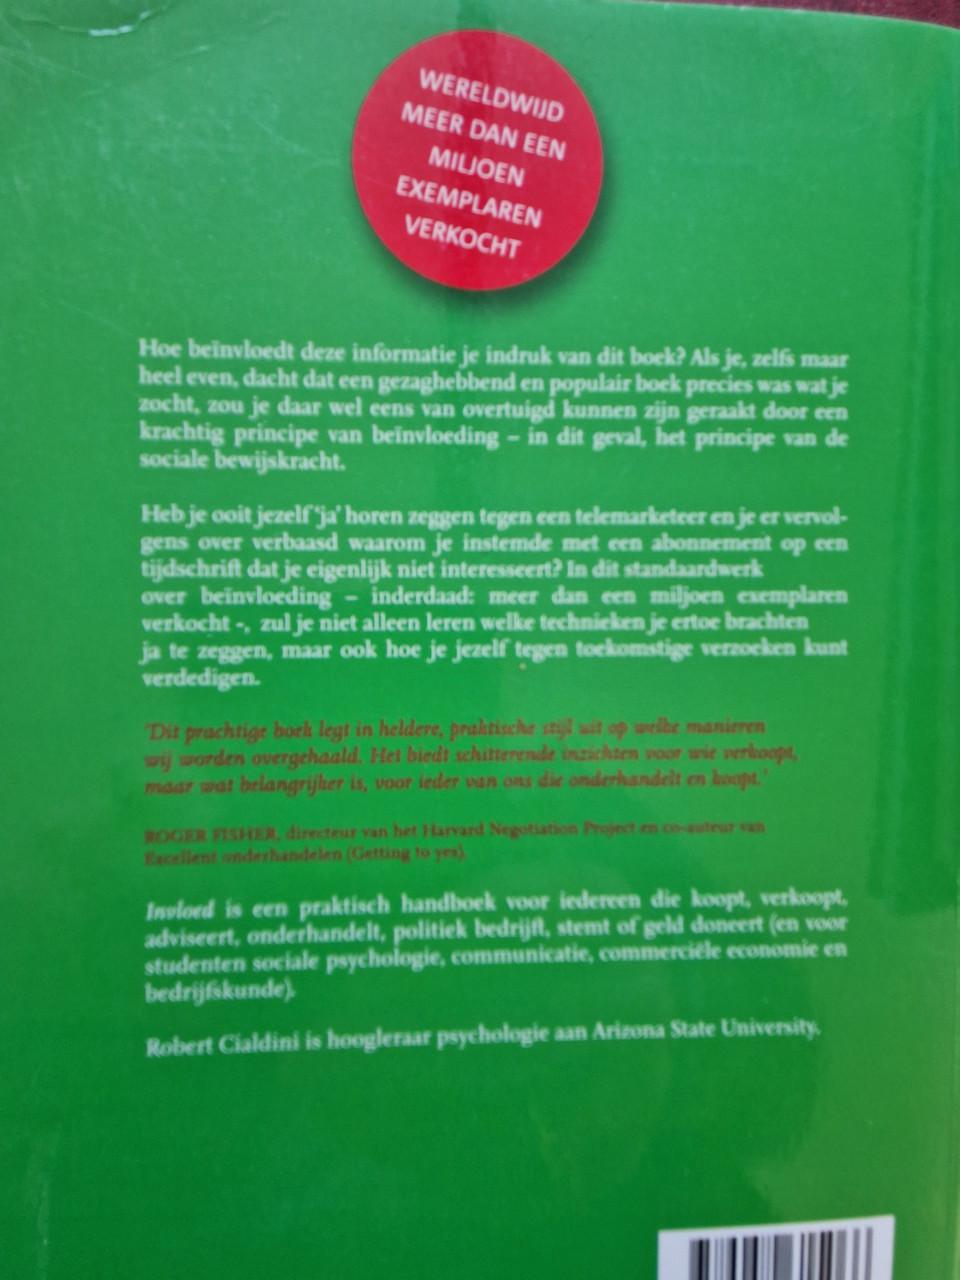 WERELDWIJD
MEER DAN EEN
MILJOEN
EXEMPLAREN
VERKOCHT
Hoe beïnvloedt deze informatie je indruk van dit boek? Als je, zelfs maar
heel even, dacht dat een gezaghebbend en populair boek precies was wat je
zocht, zou je daar wel eens van overtuigd kunnen zijn geraakt door een
krachtig principe van beïnvloeding – in dit geval, het principe van de
sociale bewijskracht.
Heb je ooit jezelf 'ja' horen zeggen tegen een telemarketeer en je er vervol-
gens over verbaasd waarom je instemde met een abonnement op een
tijdschrift dat je eigenlijk niet interesseert? In dit standaardwerk
over beïnvloeding – inderdaad: meer dan een miljoen exemplaren
verkocht -, zul je niet alleen leren welke technieken je ertoe brachten
ja te zeggen, maar ook hoe je jezelf tegen toekomstige verzoeken kunt
verdedigen.
'Dit prachtige boek legt in heldere, praktische stijl uit op welke manieren
wij worden overgehaald. Het biedt schitterende inzichten voor wie verkoopt,
maar wat belangrijker is, voor ieder van ons die onderhandelt en koopt.'
ROGER FISHER, directeur van het Harvard Negotiation Project en co-auteur van
Excellent onderhandelen (Getting to yes).
Invloed is een praktisch handboek voor iedereen die koopt, verkoopt,
adviseert, onderhandelt, politiek bedrijft, stemt of geld doneert (en voor
studenten sociale psychologie, communicatie, commerciële economie en
bedrijfskunde).
Robert Cialdini is hoogleraar psychologie aan Arizona State University.